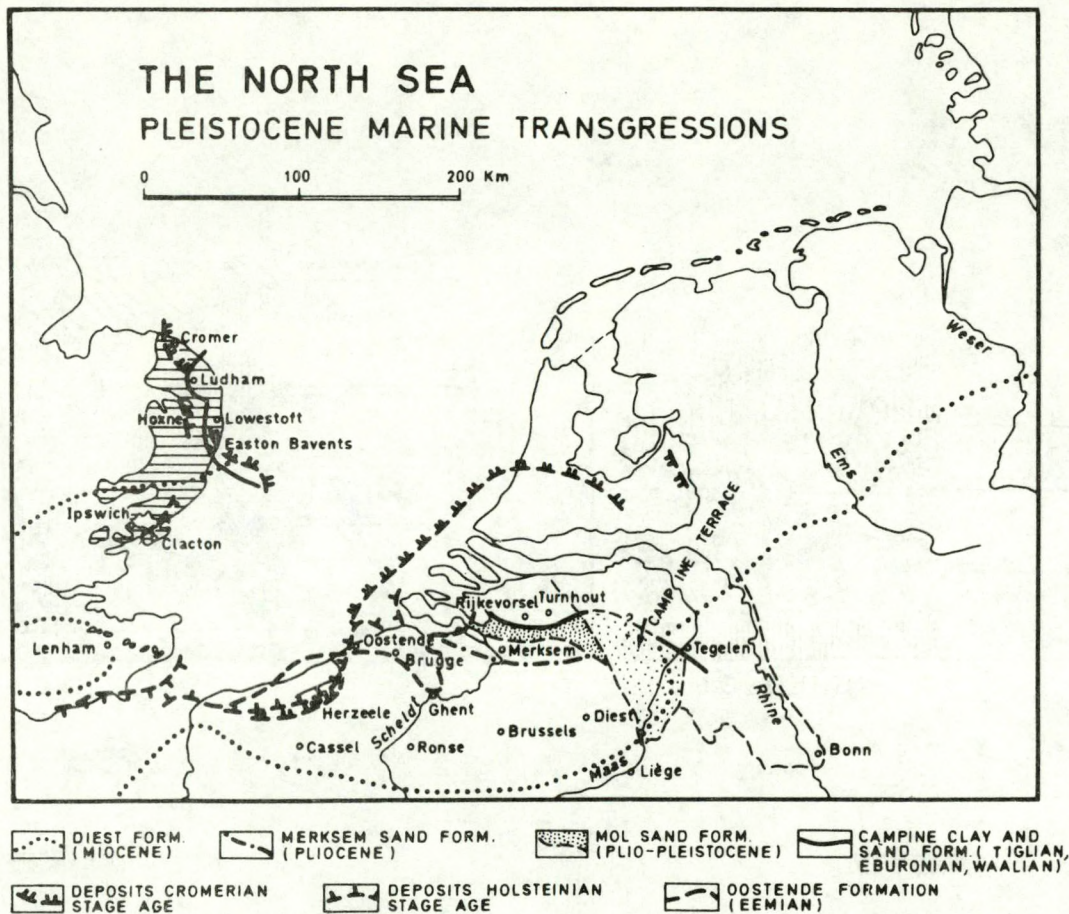 THE NORTH SEA
PLEISTOCENE MARINE TRANSGRESSIONS
0 100 200 Km
Cromer
Ludham
Hoxne
Lowestoft
Easton Bavents
Ipswich
Clacton
Lenham
Weser
Ems
CAMPINE TERRACE
Rijkevorsel
Turnhout
Oostende
Brugge
Merksem
Tegelen
Herzeele
Scheldt
Ghent
Diest
Rhine
Cassel
Ronse
Brussels
Maas
Liège
Bonn
DIEST FORM.
(MIOCENE)
MERKSEM SAND FORM.
(PLIOCENE)
MOL SAND FORM.
(PLIO-PLEISTOCENE)
CAMPINE CLAY AND
SAND FORM. (TIGLIAN,
EBURONIAN, WAALIAN)
DEPOSITS CROMERIAN
STAGE AGE
DEPOSITS HOLSTEINIAN
STAGE AGE
OOSTENDE FORMATION
(EEMIAN)